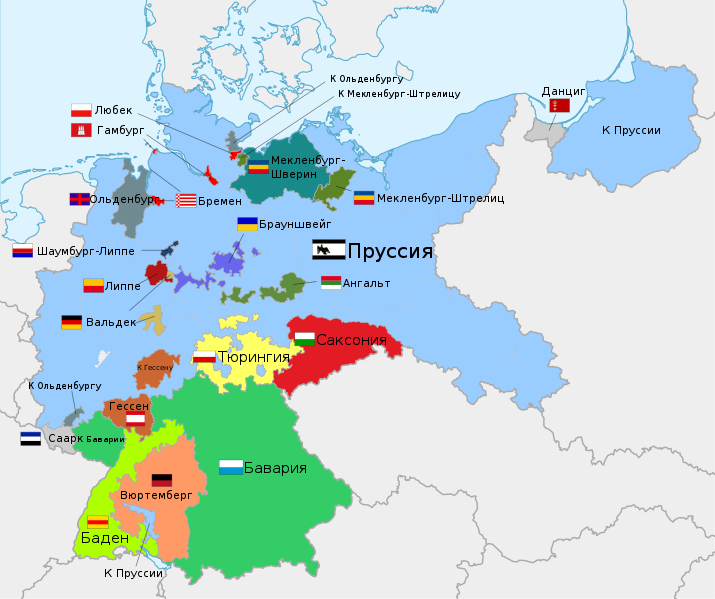 К Ольденбургу
К Мекленбург-Штрелицу
Данциг
Любек
Гамбург
К Пруссии
Мекленбург-
Шверин
Ольденбург
Бремен
Мекленбург-Штрелиц
Брауншвейг
Шаумбург-Липпе
Пруссия
Липпе
Ангальт
Вальдек
Саксония
Тюрингия
К Гессену
К Ольденбургу
Гессен
Саарк
Баварии
Бавария
Вюртемберг
Баден
К Пруссии